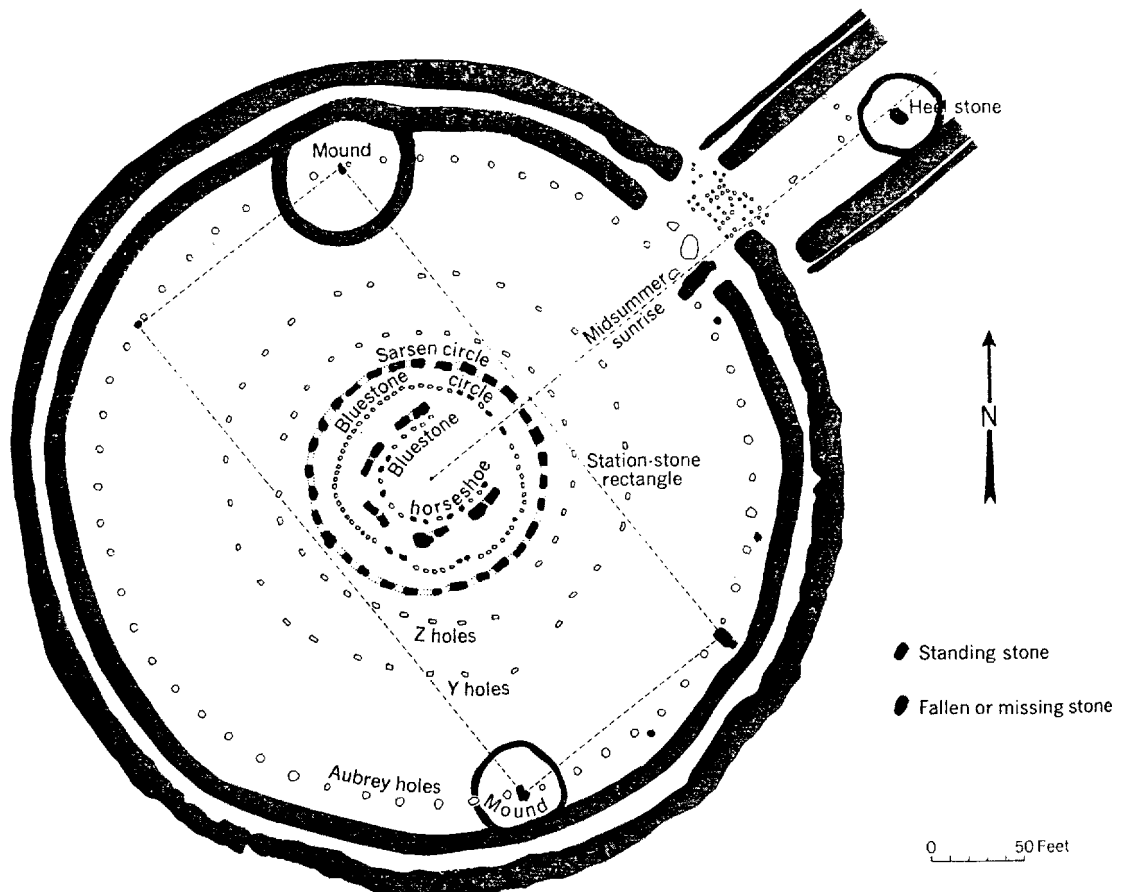 Heel stone
Mound
Midsummer
sunrise
Sarsen circle
Bluestone circle
Bluestone
horseshoe
N
Station-stone
rectangle
Z holes
Y holes
Standing stone
Fallen or missing stone
Aubrey holes
Mound
0 50 Feet